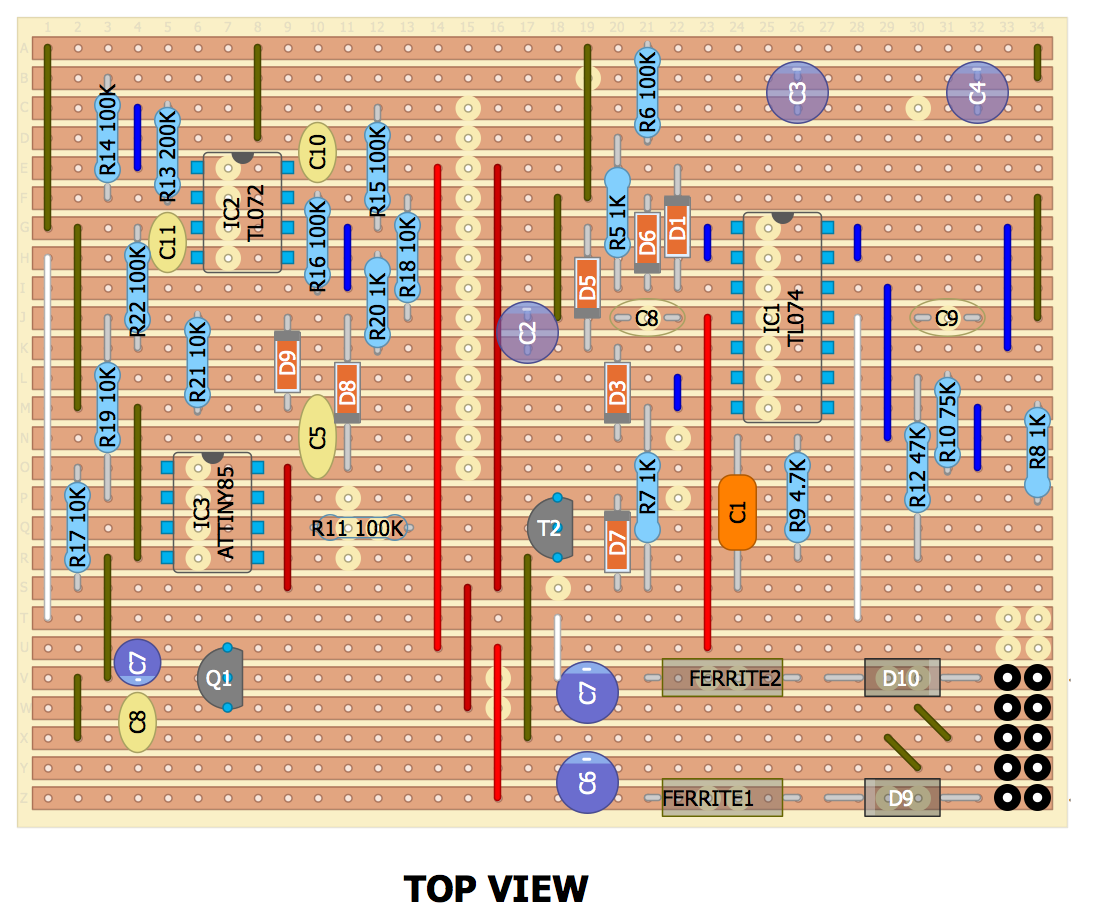 1 2 3 4 5 6 7 8 9 10 11 12 13 14 15 16 17 18 19 20 21 22 23 24 25 26 27 28 29 30 31 32 33 34
A
B
C
D
E
F
G
H
I
J
K
L
M
N
O
P
Q
R
S
T
U
V
W
X
Y
Z
R14 100K
R13 200K
C10
R15 100K
R6 100K
C3
C4
IC2
TL072
C11
R22 100K
R16 100K
R18 10K
R20 1K
R5 1K
D6
D1
D5
C2
C8
IC1
TL074
C9
R19 10K
R21 10K
D9
D8
C5
D3
R7 1K
R12 47K
R10 75K
R8 1K
R17 10K
IC3
ATTINY85
R11 100K
T2
D7
C1
R9 4.7K
C7
Q1
C8
C7
FERRITE2
D10
C6
FERRITE1
D9
TOP VIEW